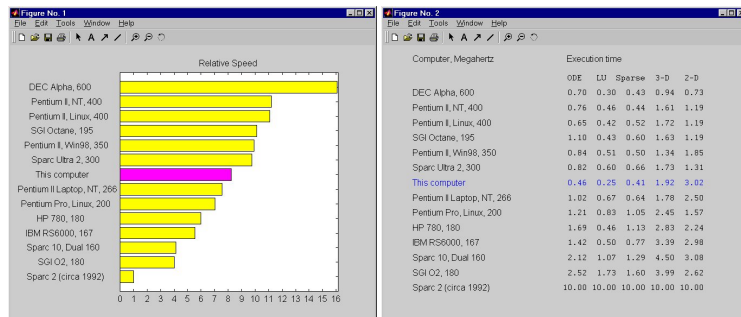 Figure No. 1
File Edit Tools Window Help
Relative Speed
DEC Alpha, 600
Pentium II, NT, 400
Pentium II, Linux, 400
SGI Octane, 195
Pentium II, Win98, 350
Sparc Ultra 2, 300
This computer
Pentium II Laptop, NT, 266
Pentium Pro, Linux, 200
HP 780, 180
IBM RS6000, 167
Sparc 10, Dual 160
SGI O2, 180
Sparc 2 (circa 1992)
0 1 2 3 4 5 6 7 8 9 10 11 12 13 14 15 16
Figure No. 2
File Edit Tools Window Help
Computer, Megahertz Execution time
ODE LU Sparse 3-D 2-D
DEC Alpha, 600 0.70 0.30 0.43 0.94 0.73
Pentium II, NT, 400 0.76 0.46 0.44 1.61 1.19
Pentium II, Linux, 400 0.65 0.42 0.52 1.72 1.19
SGI Octane, 195 1.10 0.43 0.60 1.63 1.19
Pentium II, Win98, 350 0.84 0.51 0.50 1.34 1.85
Sparc Ultra 2, 300 0.82 0.60 0.66 1.73 1.31
This computer 0.46 0.25 0.41 1.92 3.02
Pentium II Laptop, NT, 266 1.02 0.67 0.64 1.78 2.50
Pentium Pro, Linux, 200 1.21 0.83 1.05 2.45 1.57
HP 780, 180 1.69 0.46 1.13 2.83 2.24
IBM RS6000, 167 1.42 0.50 0.77 3.39 2.98
Sparc 10, Dual 160 2.12 1.07 1.29 4.50 3.08
SGI O2, 180 2.52 1.73 1.60 3.99 2.62
Sparc 2 (circa 1992) 10.00 10.00 10.00 10.00 10.00